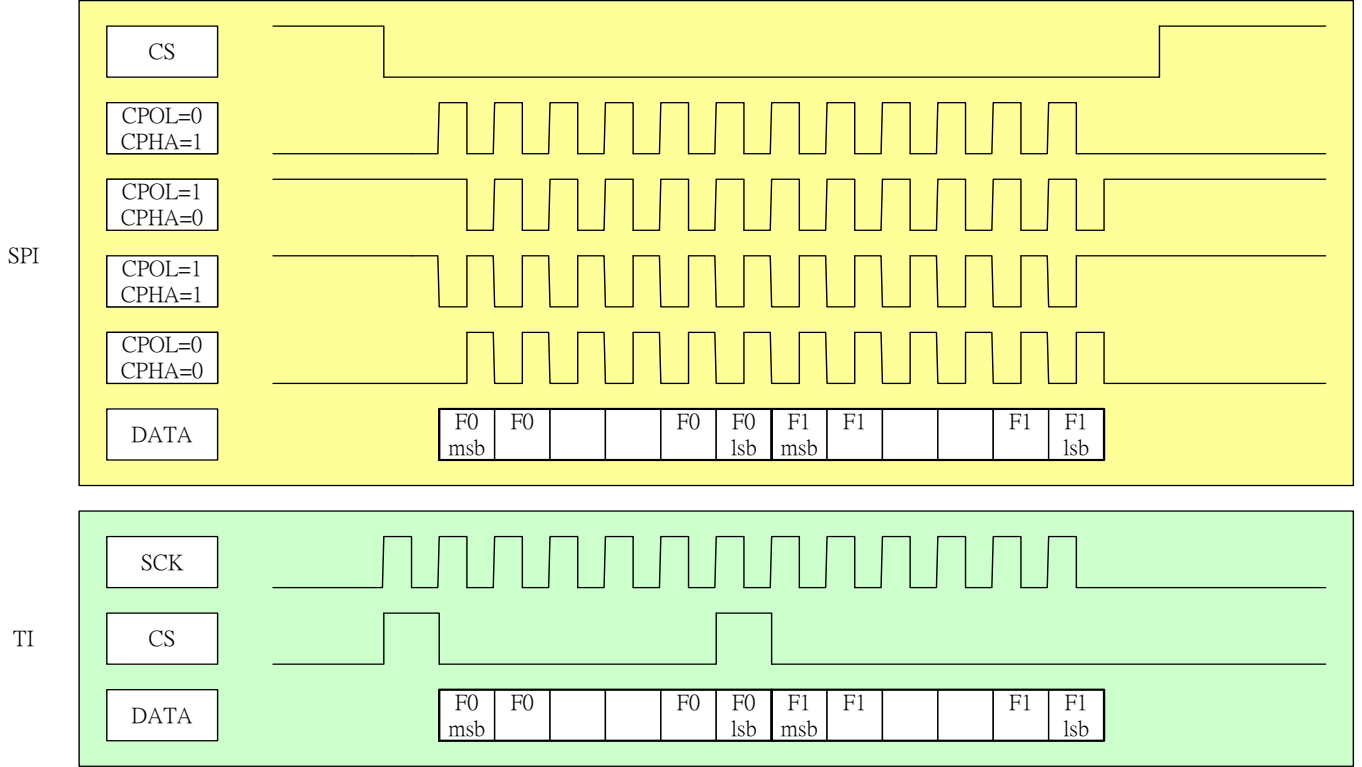 CS
CPOL=0
CPHA=1
CPOL=1
CPHA=0
SPI
CPOL=1
CPHA=1
CPOL=0
CPHA=0
DATA
F0 msb
F0
F0
F0 lsb
F1 msb
F1
F1
F1 lsb
SCK
TI
CS
DATA
F0 msb
F0
F0
F0 lsb
F1 msb
F1
F1
F1 lsb